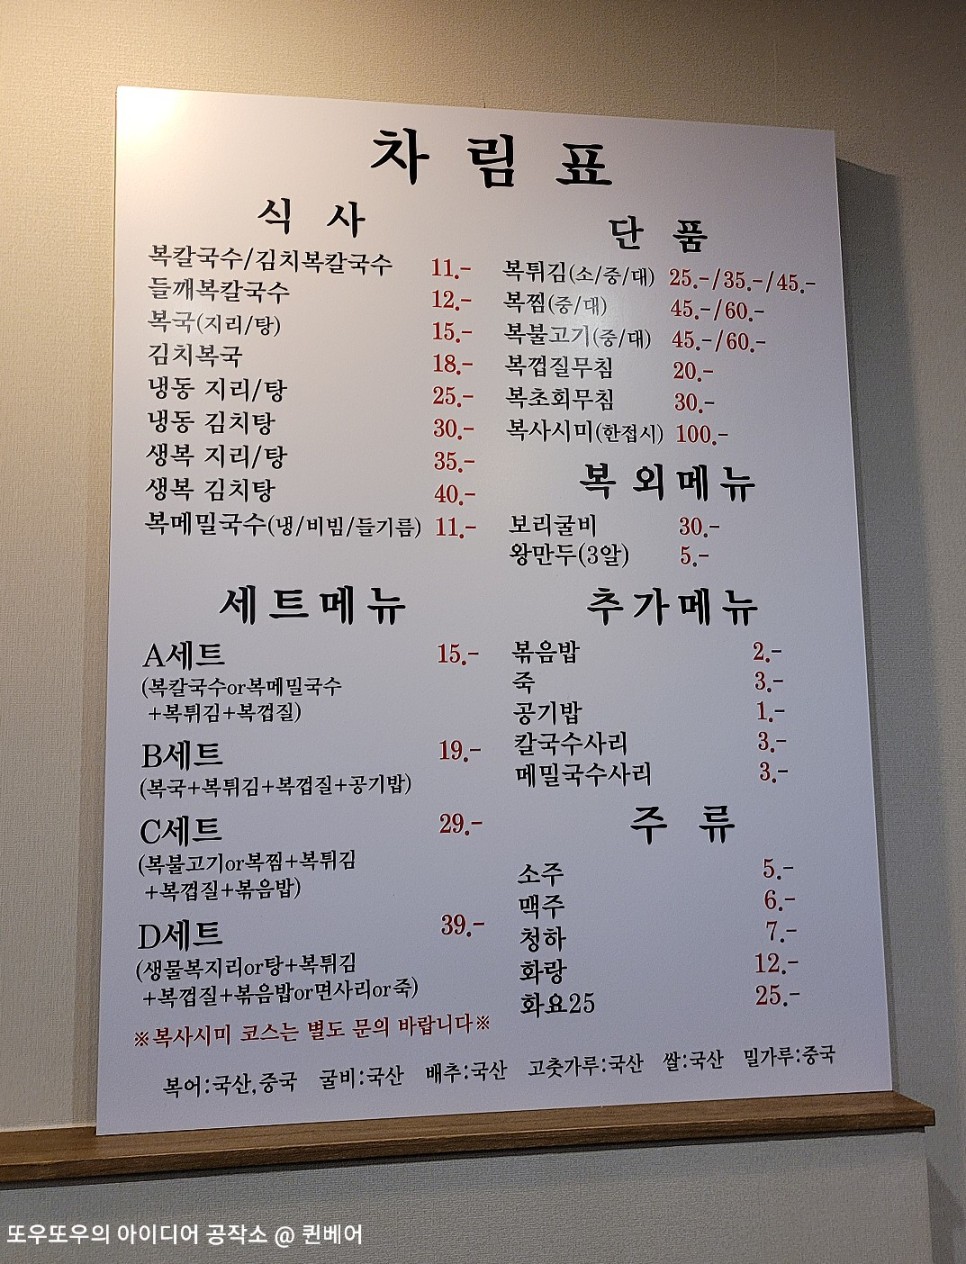 차림표
식사
복칼국수/김치복칼국수 11.-
들깨복칼국수 12.-
복국(지리/탕) 15.-
김치복국 18.-
냉동 지리/탕 25.-
냉동 김치탕 30.-
생복 지리/탕 35.-
생복 김치탕 40.-
복메밀국수(냉/비빔/들기름) 11.-
세트메뉴
A세트 15.-
(복칼국수or복메밀국수
+복튀김+복껍질)
B세트 19.-
(복국+복튀김+복껍질+공기밥)
C세트 29.-
(복불고기or복찜+복튀김
+복껍질+볶음밥)
D세트 39.-
(생물복지리or탕+복튀김
+복껍질+볶음밥or면사리or죽)
※복사시미 코스는 별도 문의 바랍니다※
단품
복튀김(소/중/대) 25.-/35.-/45.-
복찜(중/대) 45.-/60.-
복불고기(중/대) 45.-/60.-
복껍질무침 20.-
복초회무침 30.-
복사시미(한접시) 100.-
복 외메뉴
보리굴비 30.-
왕만두(3알) 5.-
추가메뉴
볶음밥 2.-
죽 3.-
공기밥 1.-
칼국수사리 3.-
메밀국수사리 3.-
주류
소주 5.-
맥주 6.-
청하 7.-
화랑 12.-
화요25 25.-
복어:국산,중국 굴비:국산 배추:국산 고춧가루:국산 쌀:국산 밀가루:중국
또우또우의 아이디어 공작소 @ 퀸베어